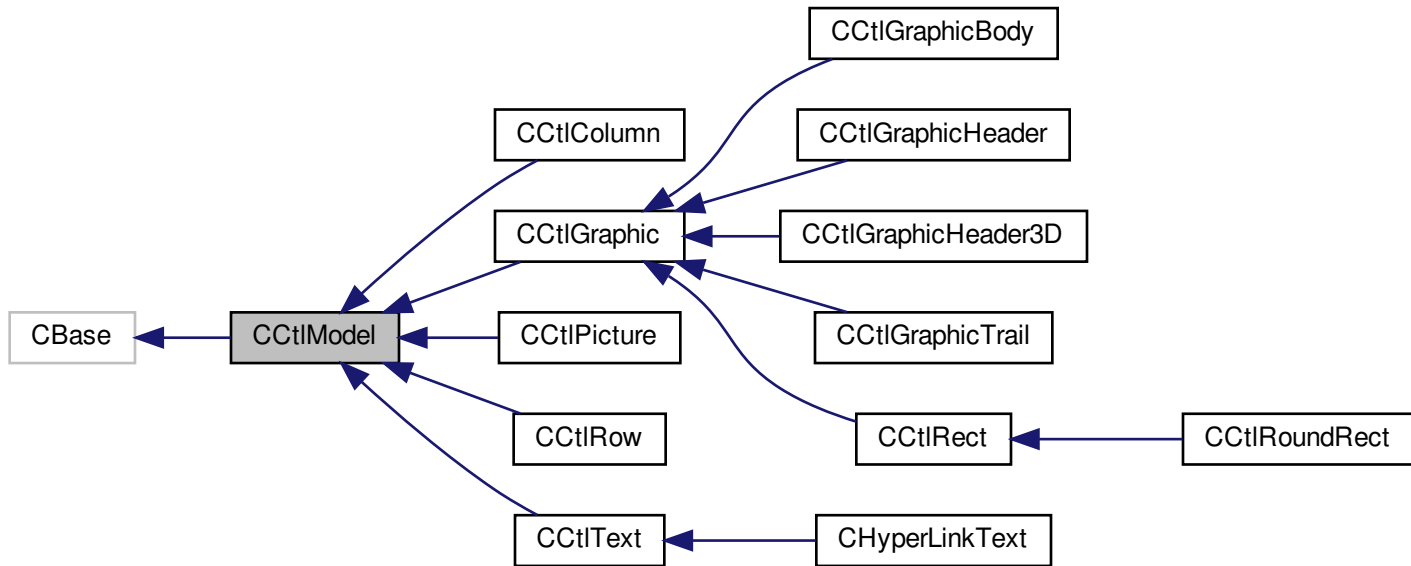 CCtlGraphicBody
CCtlColumn
CCtlGraphicHeader
CCtlGraphic
CCtlGraphicHeader3D
CBase
CCtlModel
CCtlPicture
CCtlGraphicTrail
CCtlRow
CCtlRect
CCtlRoundRect
CCtlText
CHyperLinkText